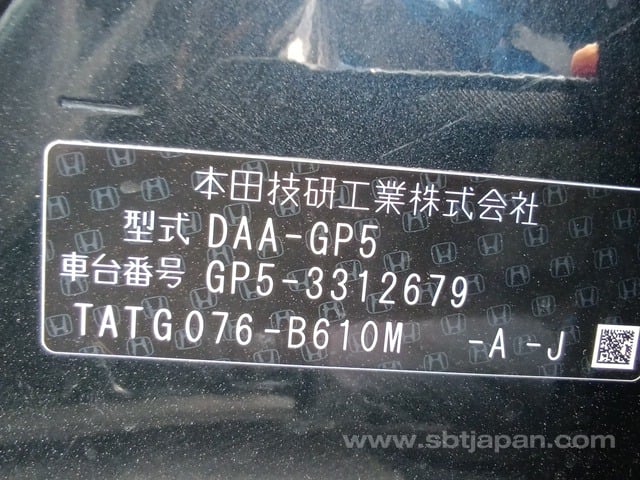 本田技研工業株式会社
型式 DAA-GP5
車台番号 GP5-3312679
TATG076-B610M -A-J
www.sbtjapan.com